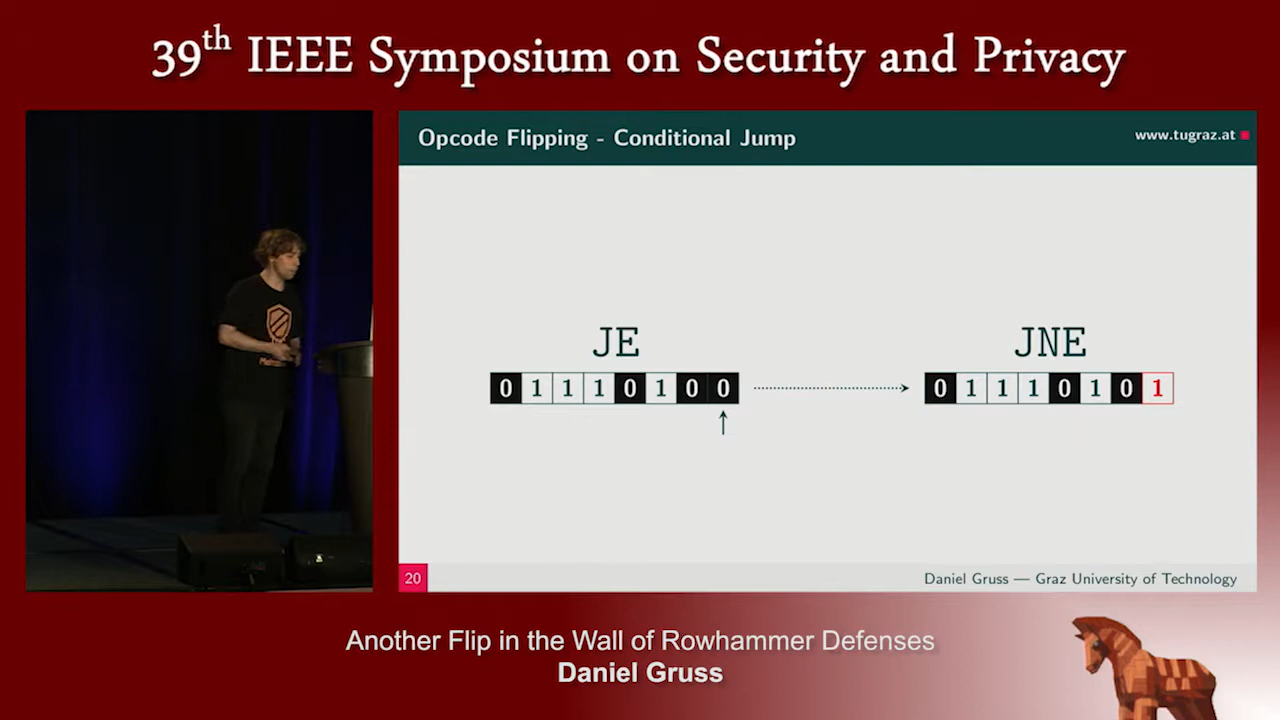 39th IEEE Symposium on Security and Privacy
Opcode Flipping - Conditional Jump
www.tugraz.at
JE
JNE
0 1 1 1 0 1 0 0
0 1 1 1 0 1 0 1
20
Daniel Gruss — Graz University of Technology
Another Flip in the Wall of Rowhammer Defenses
Daniel Gruss